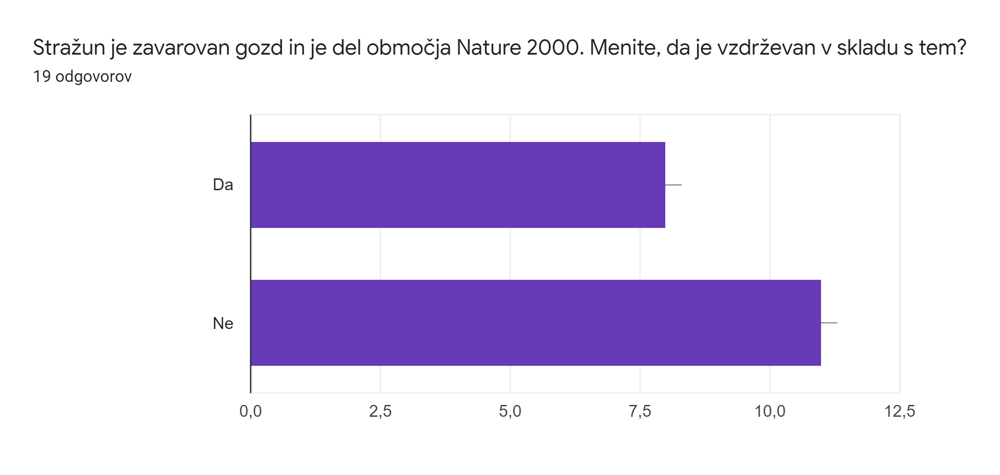 Stražun je zavarovan gozd in je del območja Nature 2000. Menite, da je vzdrževan v skladu s tem?
19 odgovorov
Da
Ne
0,0 2,5 5,0 7,5 10,0 12,5